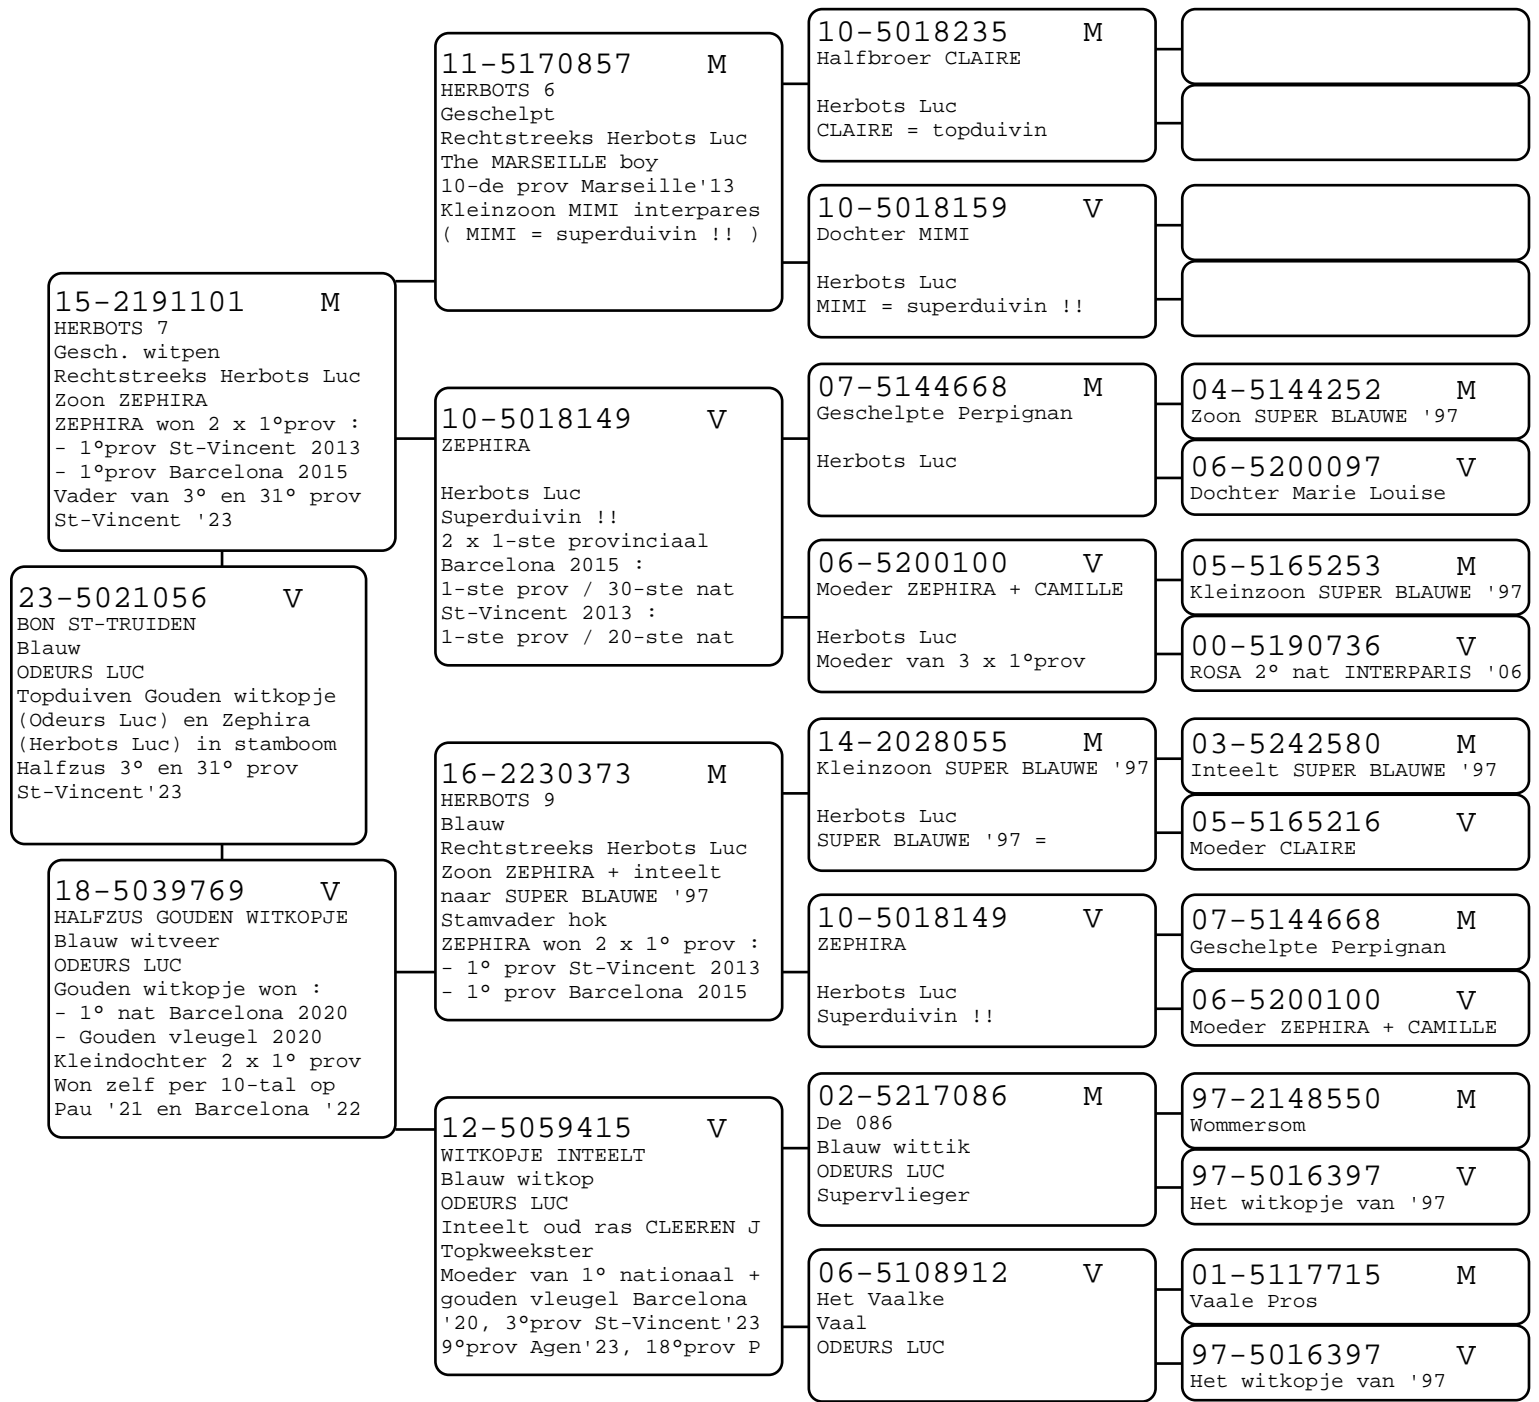 23-5021056 V
BON ST-TRUIDEN
Blauw
ODEURS LUC
Topduiven Gouden witkopje
(Odeurs Luc) en Zephira
(Herbots Luc) in stamboom
Halfzus 3° en 31° prov
St-Vincent'23
15-2191101 M
HERBOTS 7
Gesch. witpen
Rechtstreeks Herbots Luc
Zoon ZEPHIRA
ZEPHIRA won 2 x 1°prov :
- 1°prov St-Vincent 2013
- 1°prov Barcelona 2015
Vader van 3° en 31° prov
St-Vincent '23
18-5039769 V
HALFZUS GOUDEN WITKOPJE
Blauw witveer
ODEURS LUC
Gouden witkopje won :
- 1° nat Barcelona 2020
- Gouden vleugel 2020
Kleindochter 2 x 1° prov
Won zelf per 10-tal op
Pau '21 en Barcelona '22
11-5170857 M
HERBOTS 6
Geschelpt
Rechtstreeks Herbots Luc
The MARSEILLE boy
10-de prov Marseille'13
Kleinzoon MIMI interpares
( MIMI = superduivin !! )
10-5018149 V
ZEPHIRA
Herbots Luc
Superduivin !!
2 x 1-ste provinciaal
Barcelona 2015 :
1-ste prov / 30-ste nat
St-Vincent 2013 :
1-ste prov / 20-ste nat
16-2230373 M
HERBOTS 9
Blauw
Rechtstreeks Herbots Luc
Zoon ZEPHIRA + inteelt
naar SUPER BLAUWE '97
Stamvader hok
ZEPHIRA won 2 x 1° prov :
- 1° prov St-Vincent 2013
- 1° prov Barcelona 2015
12-5059415 V
WITKOPJE INTEELT
Blauw witkop
ODEURS LUC
Inteelt oud ras CLEEREN J
Topkweekster
Moeder van 1° nationaal +
gouden vleugel Barcelona
'20, 3°prov St-Vincent'23
9°prov Agen'23, 18°prov P
10-5018235 M
Halfbroer CLAIRE
Herbots Luc
CLAIRE = topduivin
10-5018159 V
Dochter MIMI
Herbots Luc
MIMI = superduivin !!
07-5144668 M
Geschelpte Perpignan
Herbots Luc
06-5200100 V
Moeder ZEPHIRA + CAMILLE
Herbots Luc
Moeder van 3 x 1°prov
14-2028055 M
Kleinzoon SUPER BLAUWE '97
Herbots Luc
SUPER BLAUWE '97 =
10-5018149 V
ZEPHIRA
Herbots Luc
Superduivin !!
02-5217086 M
De 086
Blauw wittik
ODEURS LUC
Supervlieger
06-5108912 V
Het Vaalke
Vaal
ODEURS LUC
04-5144252 M
Zoon SUPER BLAUWE '97
06-5200097 V
Dochter Marie Louise
05-5165253 M
Kleinzoon SUPER BLAUWE '97
00-5190736 V
ROSA 2° nat INTERPARIS '06
03-5242580 M
Inteelt SUPER BLAUWE '97
05-5165216 V
Moeder CLAIRE
07-5144668 M
Geschelpte Perpignan
06-5200100 V
Moeder ZEPHIRA + CAMILLE
97-2148550 M
Wommersom
97-5016397 V
Het witkopje van '97
01-5117715 M
Vaale Pros
97-5016397 V
Het witkopje van '97